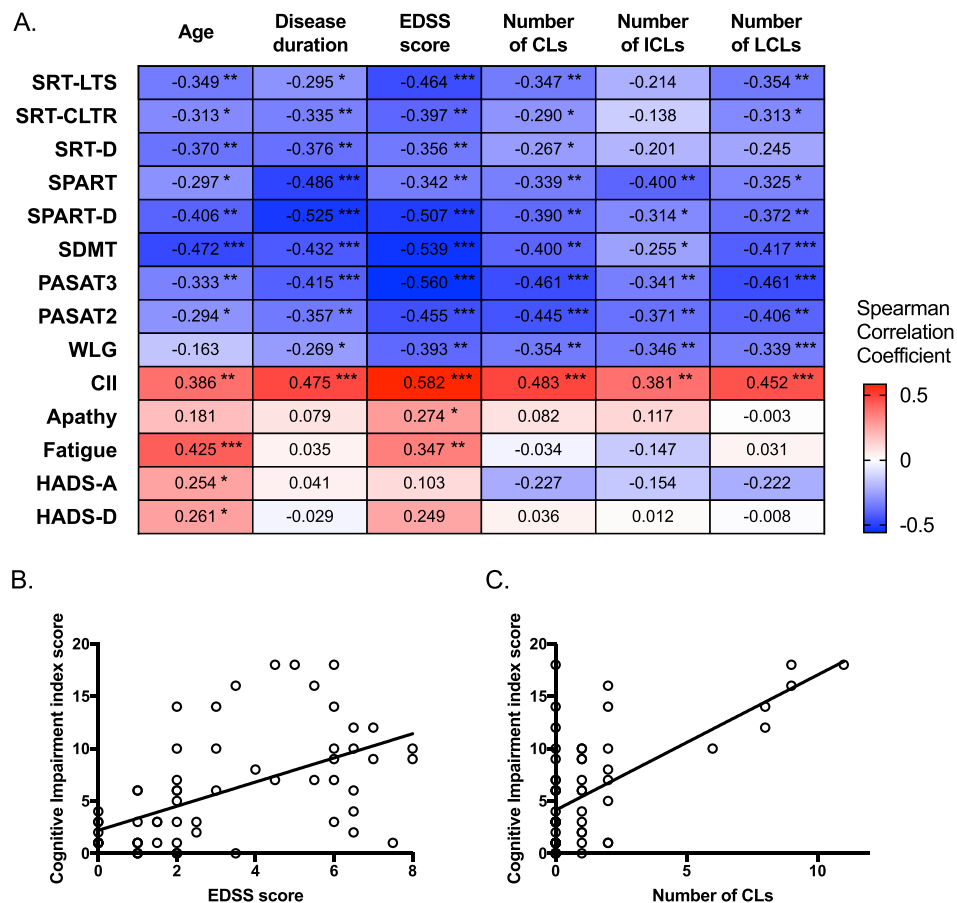 A.
Age Disease duration EDSS score Number of CLs Number of ICLs Number of LCLs
SRT-LTS -0.349 ** -0.295 * -0.464 *** -0.347 ** -0.214 -0.354 **
SRT-CLTR -0.313 * -0.335 ** -0.397 ** -0.290 * -0.138 -0.313 *
SRT-D -0.370 ** -0.376 ** -0.356 ** -0.267 * -0.201 -0.245
SPART -0.297 * -0.486 *** -0.342 ** -0.339 ** -0.400 ** -0.325 *
SPART-D -0.406 ** -0.525 *** -0.507 *** -0.390 ** -0.314 * -0.372 **
SDMT -0.472 *** -0.432 *** -0.539 *** -0.400 ** -0.255 * -0.417 ***
PASAT3 -0.333 ** -0.415 *** -0.560 *** -0.461 *** -0.341 ** -0.461 ***
PASAT2 -0.294 * -0.357 ** -0.455 *** -0.445 *** -0.371 ** -0.406 **
WLG -0.163 -0.269 * -0.393 ** -0.354 ** -0.346 ** -0.339 ***
CII 0.386 ** 0.475 *** 0.582 *** 0.483 *** 0.381 ** 0.452 ***
Apathy 0.181 0.079 0.274 * 0.082 0.117 -0.003
Fatigue 0.425 *** 0.035 0.347 ** -0.034 -0.147 0.031
HADS-A 0.254 * 0.041 0.103 -0.227 -0.154 -0.222
HADS-D 0.261 * -0.029 0.249 0.036 0.012 -0.008
Spearman
Correlation
Coefficient
0.5
0
-0.5
B.
Cognitive Impairment index score
20
15
10
5
0
0 2 4 6 8
EDSS score
C.
Cognitive Impairment index score
20
15
10
5
0
0 5 10
Number of CLs